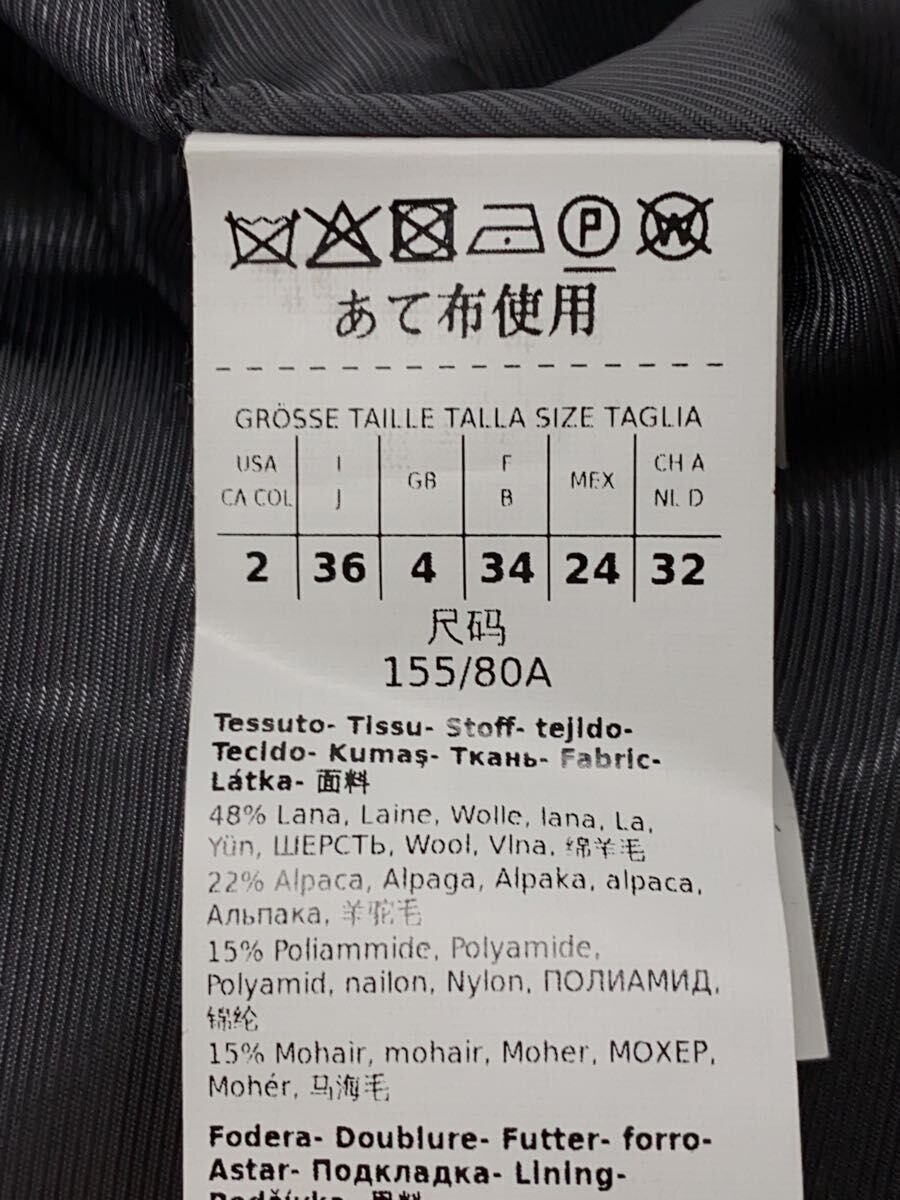 P W
あて布使用
GRÖSSE TAILLE TALLA SIZE TAGLIA
USA I GB F MEX CH A
CA COL J B NL D
2 36 4 34 24 32
尺码
155/80A
Tessuto- Tissu- Stoff- tejido-
Tecido- Kumaş- Ткань- Fabric-
Látka- 面料
48% Lana, Laine, Wolle, lana, La,
Yün, ШЕРСТЬ, Wool, Vlna, 绵羊毛
22% Alpaca, Alpaga, Alpaka, alpaca,
Альпака, 羊驼毛
15% Poliammide, Polyamide,
Polyamid, nailon, Nylon, ПОЛИАМИД,
锦纶
15% Mohair, mohair, Moher, МОХЕР,
Mohér, 马海毛
Fodera- Doublure- Futter- forro-
Astar- Подкладка- Lining-